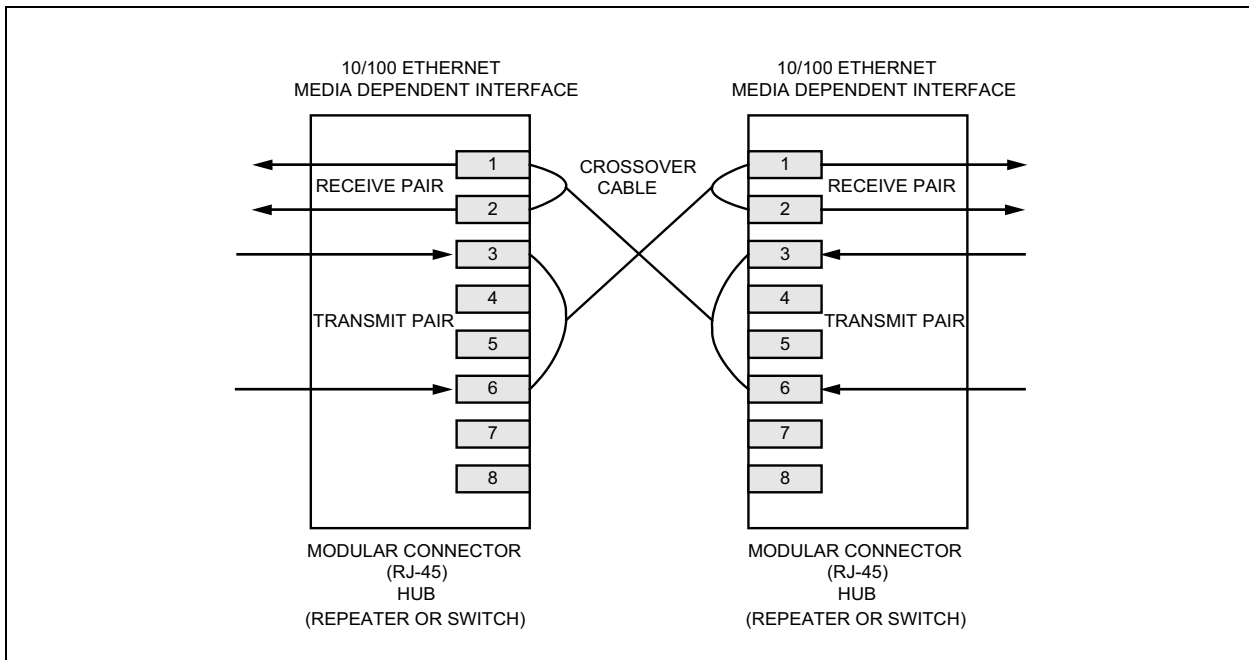 10/100 ETHERNET
MEDIA DEPENDENT INTERFACE
1
2
3
4
5
6
7
8
RECEIVE PAIR
TRANSMIT PAIR
MODULAR CONNECTOR
(RJ-45)
HUB
(REPEATER OR SWITCH)
CROSSOVER
CABLE
10/100 ETHERNET
MEDIA DEPENDENT INTERFACE
1
2
3
4
5
6
7
8
RECEIVE PAIR
TRANSMIT PAIR
MODULAR CONNECTOR
(RJ-45)
HUB
(REPEATER OR SWITCH)